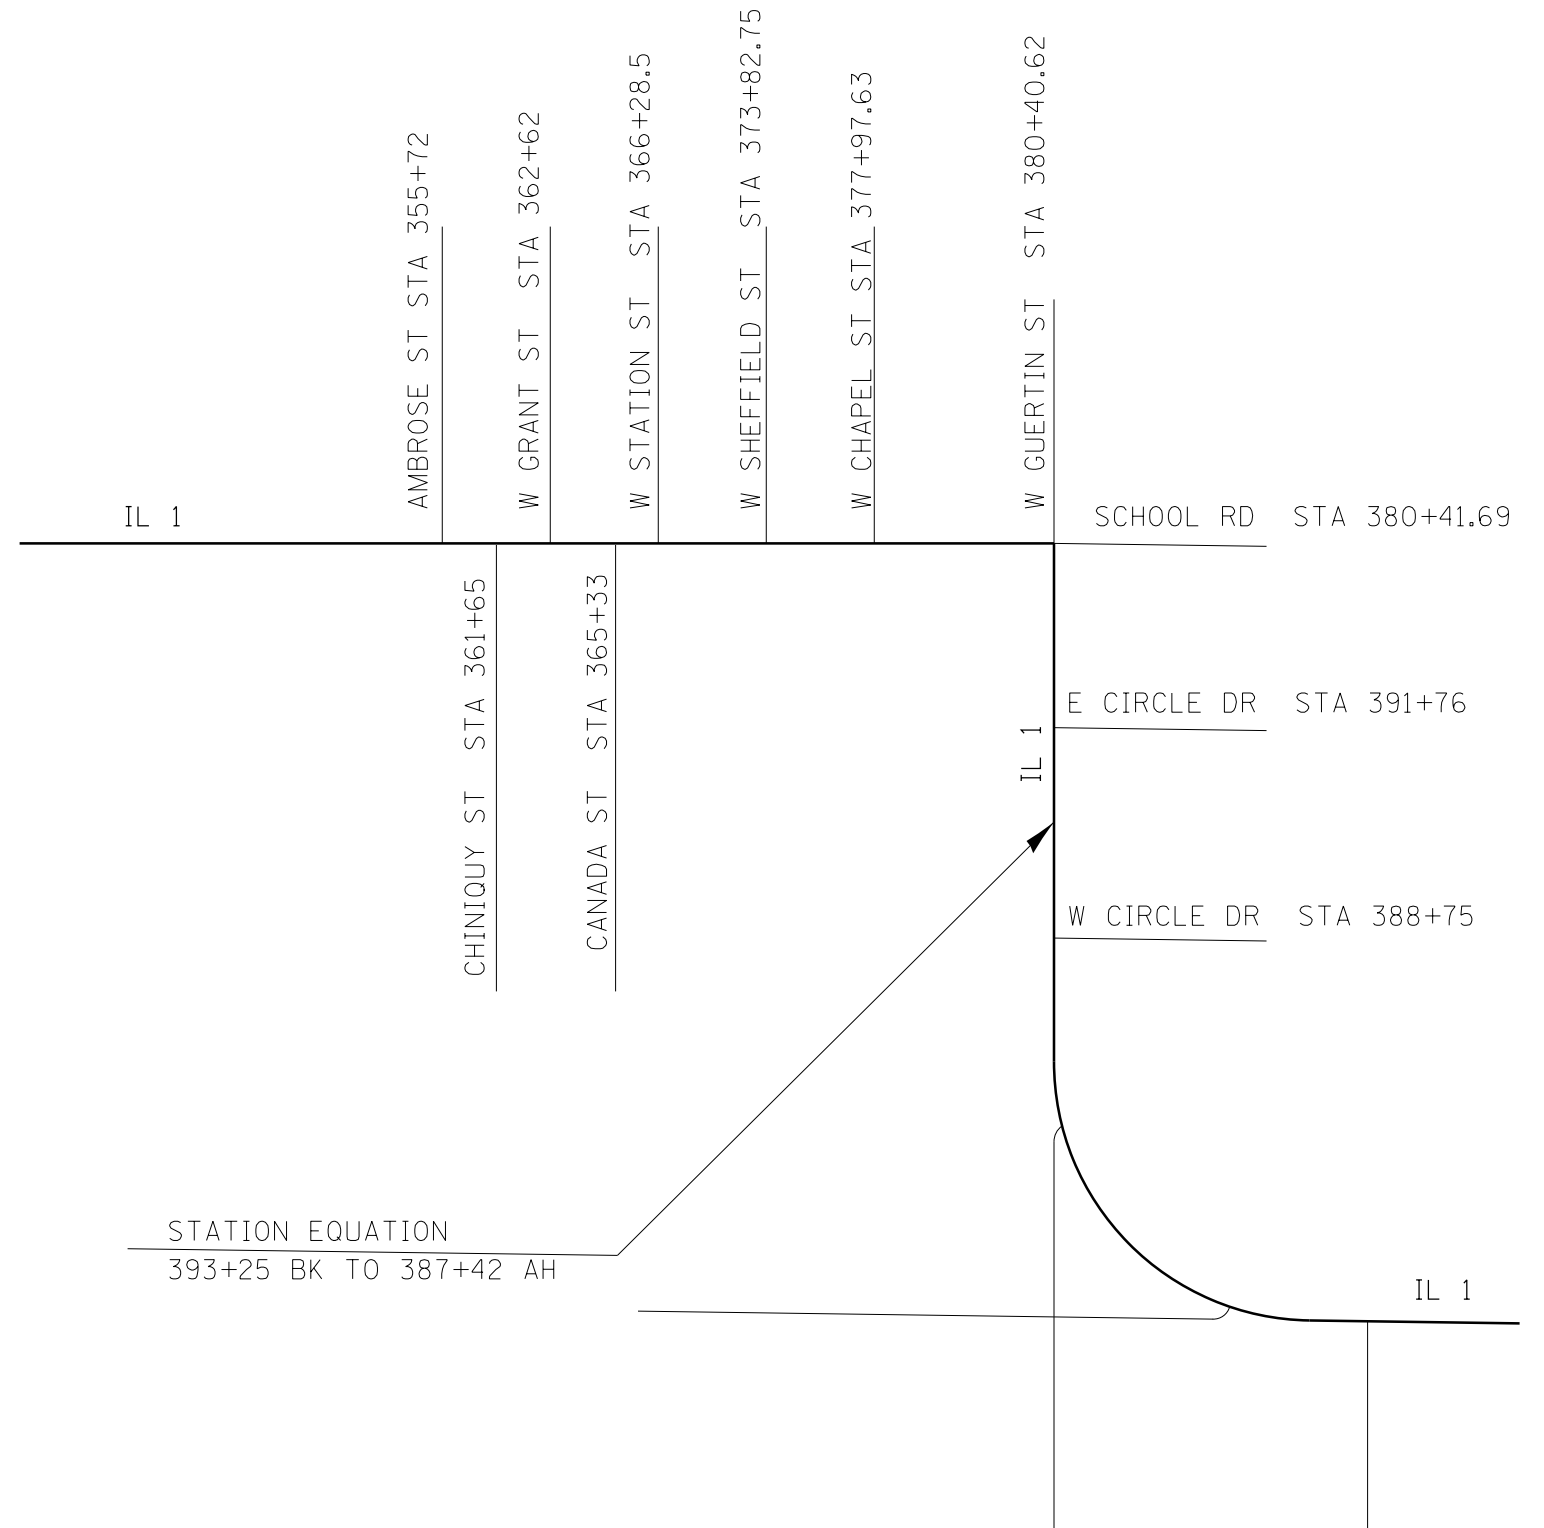 AMBROSE ST STA 355+72
W GRANT ST STA 362+62
W STATION ST STA 366+28.5
W SHEFFIELD ST STA 373+82.75
W CHAPEL ST STA 377+97.63
W GUERTIN ST STA 380+40.62
IL 1
SCHOOL RD STA 380+41.69
CHINIQUY ST STA 361+65
CANADA ST STA 365+33
E CIRCLE DR STA 391+76
IL 1
W CIRCLE DR STA 388+75
STATION EQUATION
393+25 BK TO 387+42 AH
IL 1